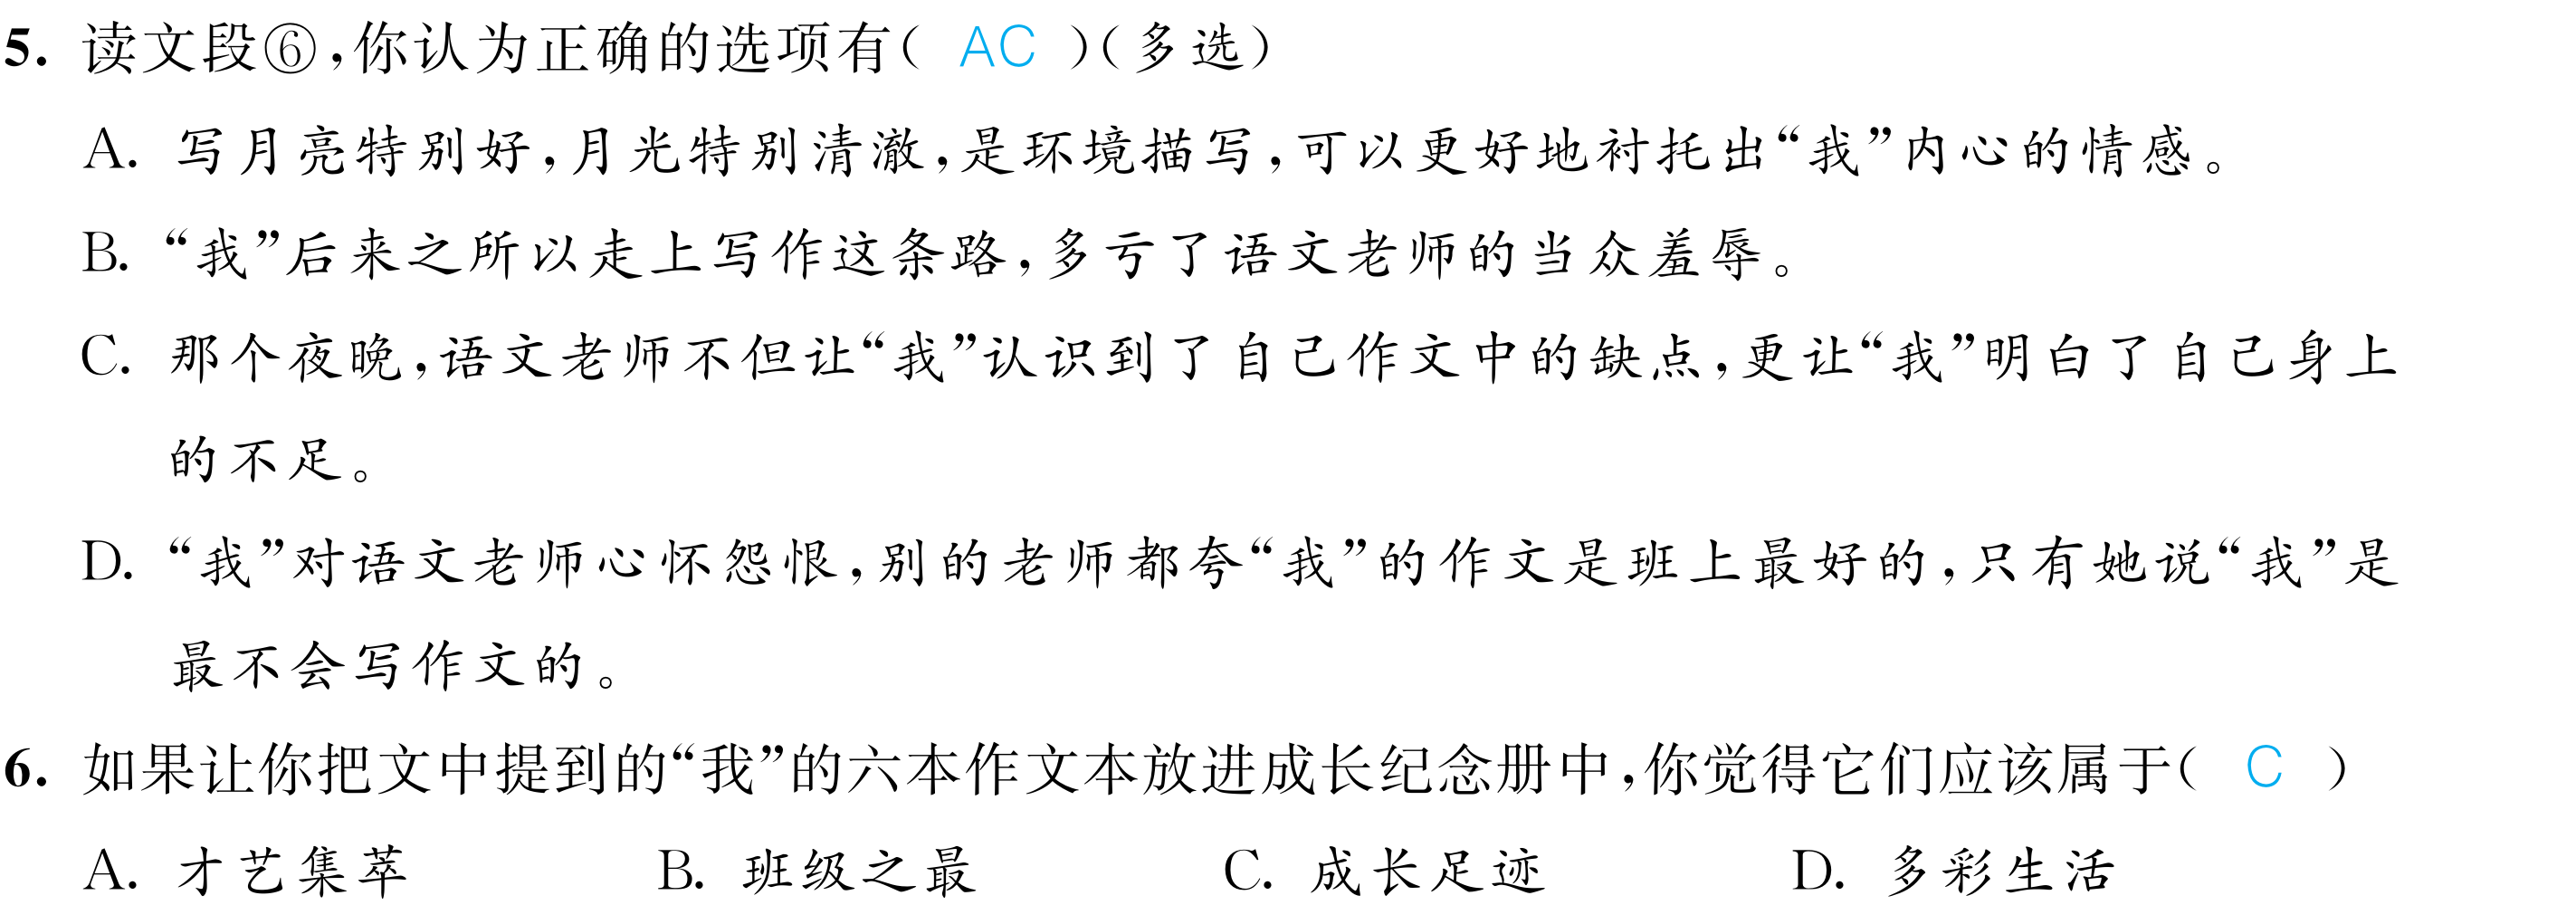 5. 读文段⑥,你认为正确的选项有( AC )(多选)
A. 写月亮特别好,月光特别清澈,是环境描写,可以更好地衬托出“我”内心的情感。
B. “我”后来之所以走上写作这条路,多亏了语文老师的当众羞辱。
C. 那个夜晚,语文老师不但让“我”认识到了自己作文中的缺点,更让“我”明白了自己身上
的不足。
D. “我”对语文老师心怀怨恨,别的老师都夸“我”的作文是班上最好的,只有她说“我”是
最不会写作文的。
6. 如果让你把文中提到的“我”的六本作文本放进成长纪念册中,你觉得它们应该属于( C )
A. 才艺集萃 B. 班级之最 C. 成长足迹 D. 多彩生活